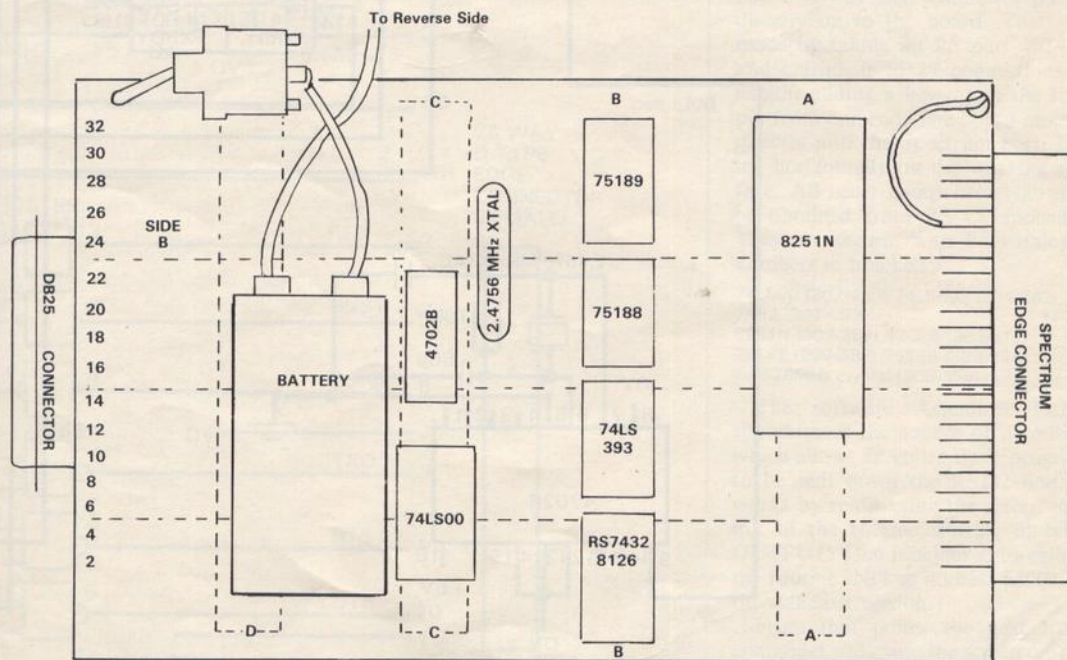 To Reverse Side
C
B
A
32
30
28
26
24
22
20
18
16
14
12
10
8
6
4
2
SIDE
B
DB25 CONNECTOR
BATTERY
4702B
74LS00
2.4756 MHz XTAL
75189
75188
74LS
393
RS7432
8126
8251N
SPECTRUM
EDGE CONNECTOR
D
C
B
A